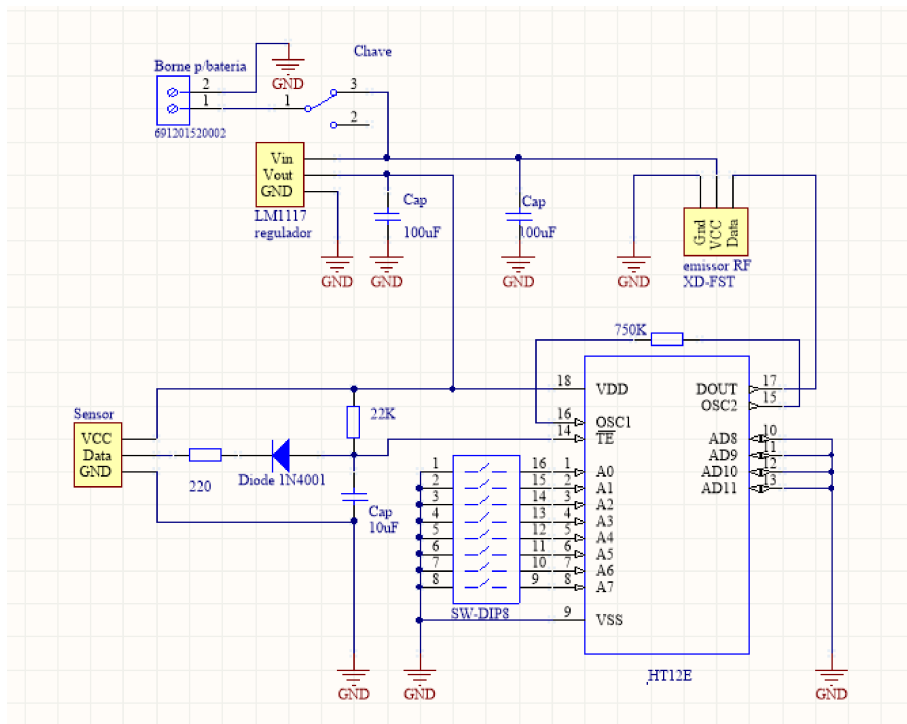 Chave
Borne p/bateria
GND
2
1
1
3
2
691201520002
Vin
Vout
GND
LM1117
regulador
Cap
100uF
Cap
100uF
GND
GND
GND
GND
Gnd
VCC
Data
emissor RF
XD-FST
750K
18
VDD
DOUT
17
OSC2
15
16
OSC1
14
TE
AD8
10
AD9
11
AD10
12
AD11
13
Sensor
VCC
Data
GND
220
Diode 1N4001
22K
Cap
10uF
1
16
1
A0
2
15
2
A1
3
14
3
A2
4
13
4
A3
5
12
5
A4
6
11
6
A5
7
10
7
A6
8
9
8
A7
SW-DIP8
9
VSS
HT12E
GND
GND
GND